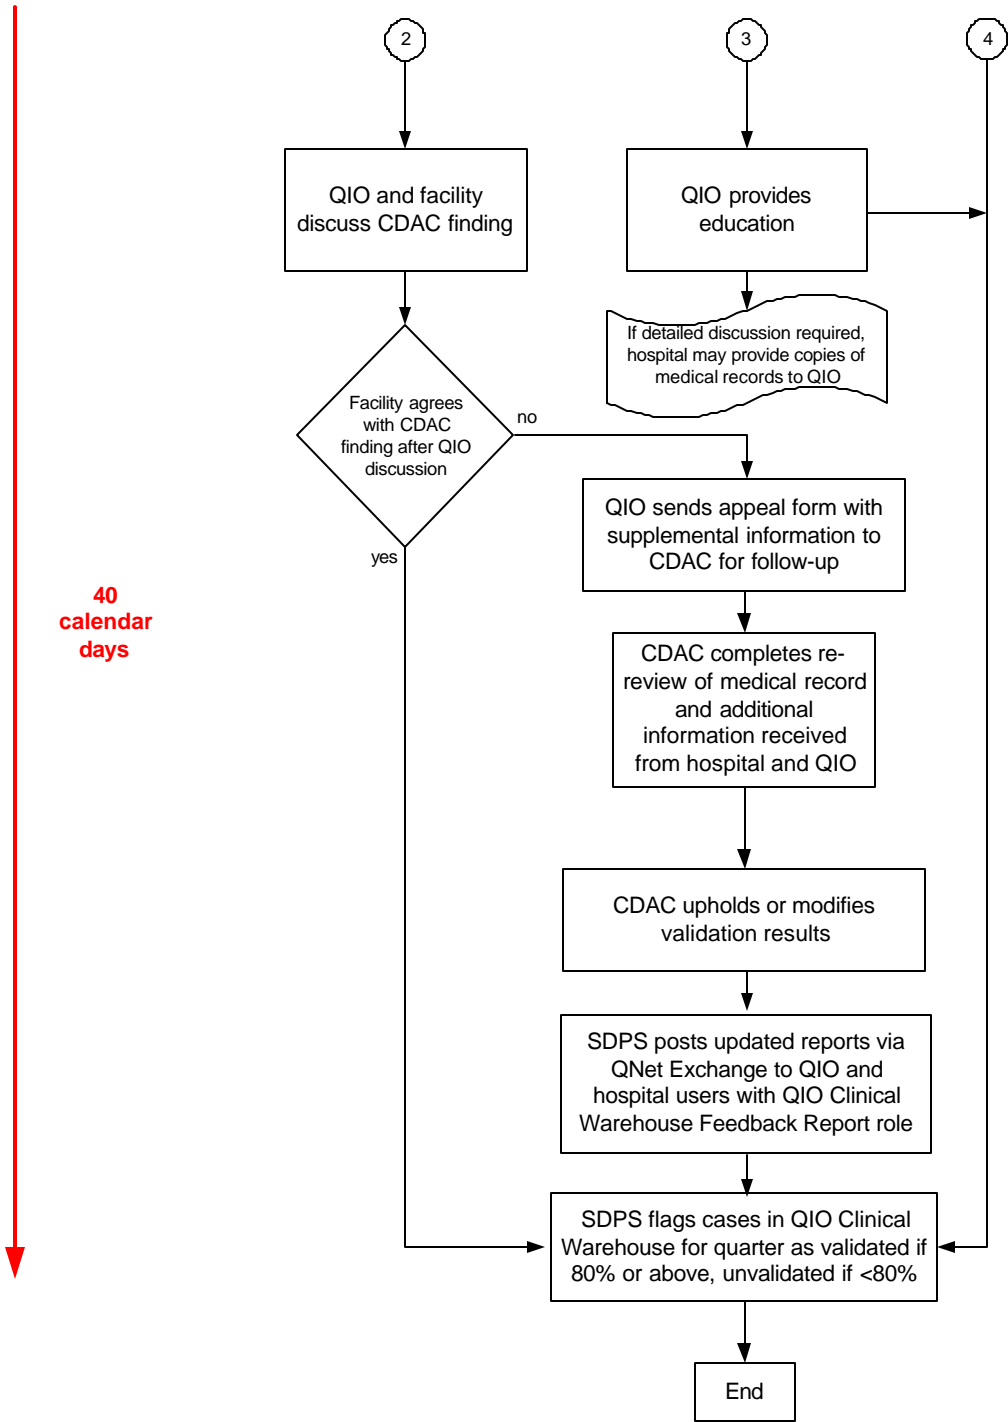 2
3
4
QIO and facility
discuss CDAC finding
QIO provides
education
If detailed discussion required,
hospital may provide copies of
medical records to QIO
Facility agrees
with CDAC
finding after QIO
discussion
no
yes
QIO sends appeal form with
supplemental information to
CDAC for follow-up
40
calendar
days
CDAC completes re-
review of medical record
and additional
information received
from hospital and QIO
CDAC upholds or modifies
validation results
SDPS posts updated reports via
QNet Exchange to QIO and
hospital users with QIO Clinical
Warehouse Feedback Report role
SDPS flags cases in QIO Clinical
Warehouse for quarter as validated if
80% or above, unvalidated if <80%
End